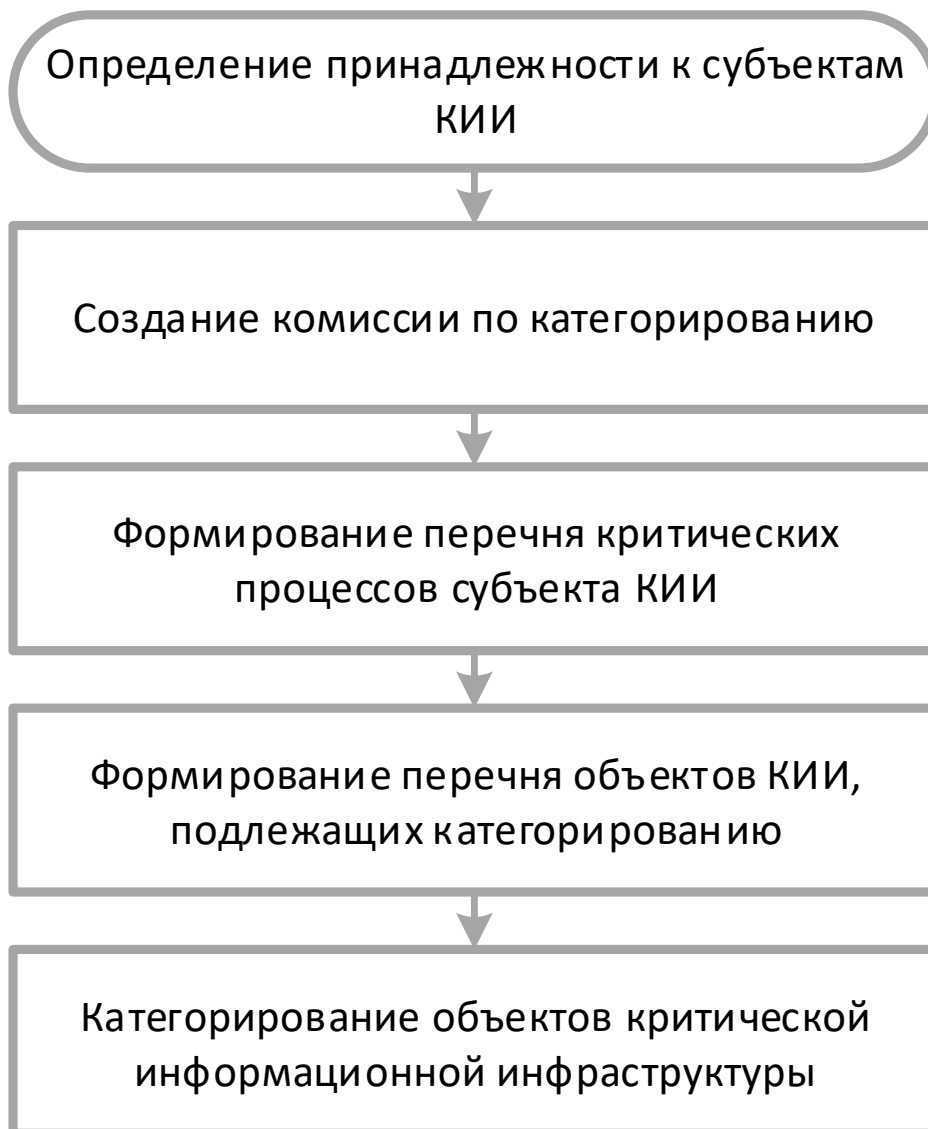 Определение принадлежности к субъектам
КИИ
Создание комиссии по категорированию
Формирование перечня критических
процессов субъекта КИИ
Формирование перечня объектов КИИ,
подлежащих категорированию
Категорирование объектов критической
информационной инфраструктуры